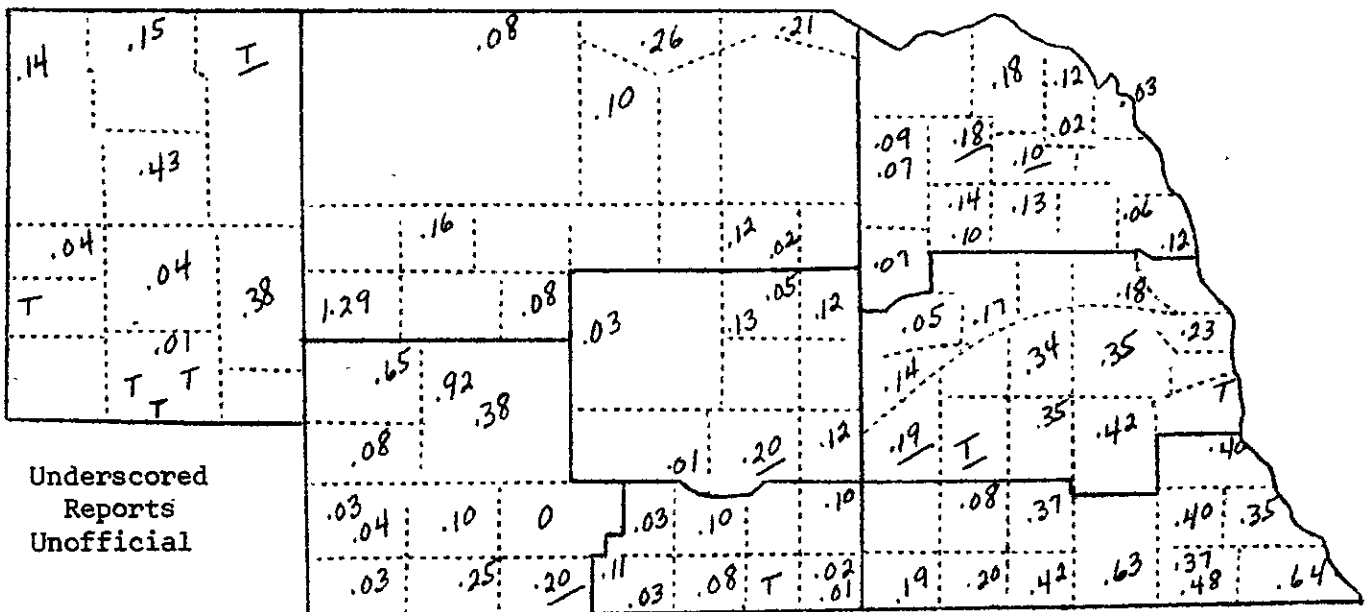 .08 .26 .21
.14 .15 T .18 .12 .03
.10 .02
.43 .09 .18 .10
.07
.16 .14 .13 .06
.04 .12 .02 .10 .12
.04 .07
T .38 1.29 .08 .05 .18
.03 .13 .12 .05 .17 .23
T T .65 .34 .35
T .92 .14 T
.38 .35 .42
.08 .01 .20 .12 .19 T .40
Underscored
Reports
Unofficial
.03 .04 .10 0 .03 .10 .10 .08 .37 .40 .35
.03 .25 .20 .11 .03 .08 T .02 .01 .19 .20 .42 .63 .37 .48 .64